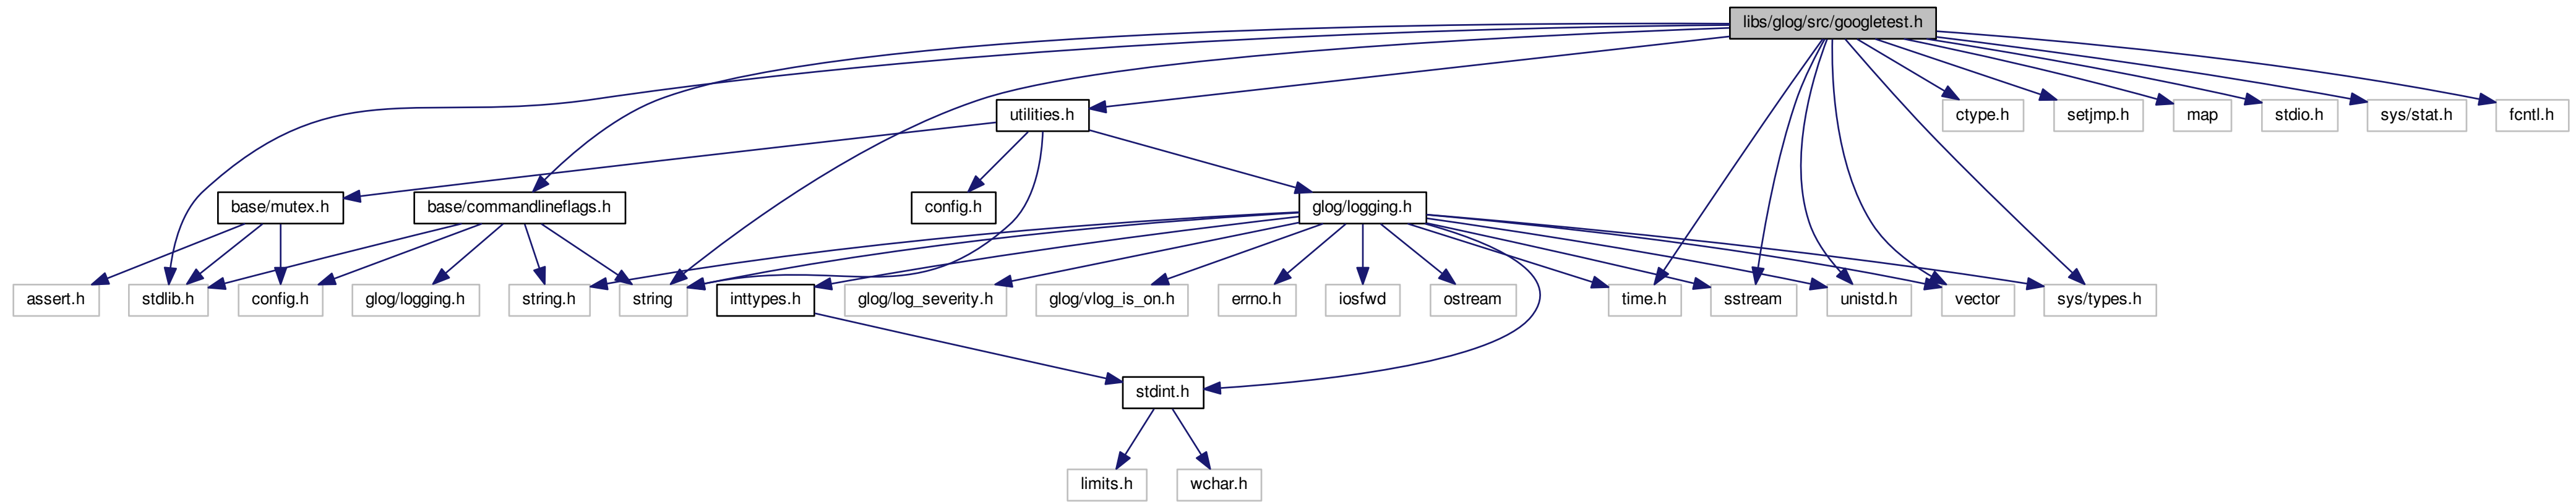 libs/glog/src/googletest.h
utilities.h
ctype.h
setjmp.h
map
stdio.h
sys/stat.h
fcntl.h
base/mutex.h
base/commandlineflags.h
config.h
glog/logging.h
assert.h
stdlib.h
config.h
glog/logging.h
string.h
string
inttypes.h
glog/log_severity.h
glog/vlog_is_on.h
errno.h
iosfwd
ostream
time.h
sstream
unistd.h
vector
sys/types.h
stdint.h
limits.h
wchar.h